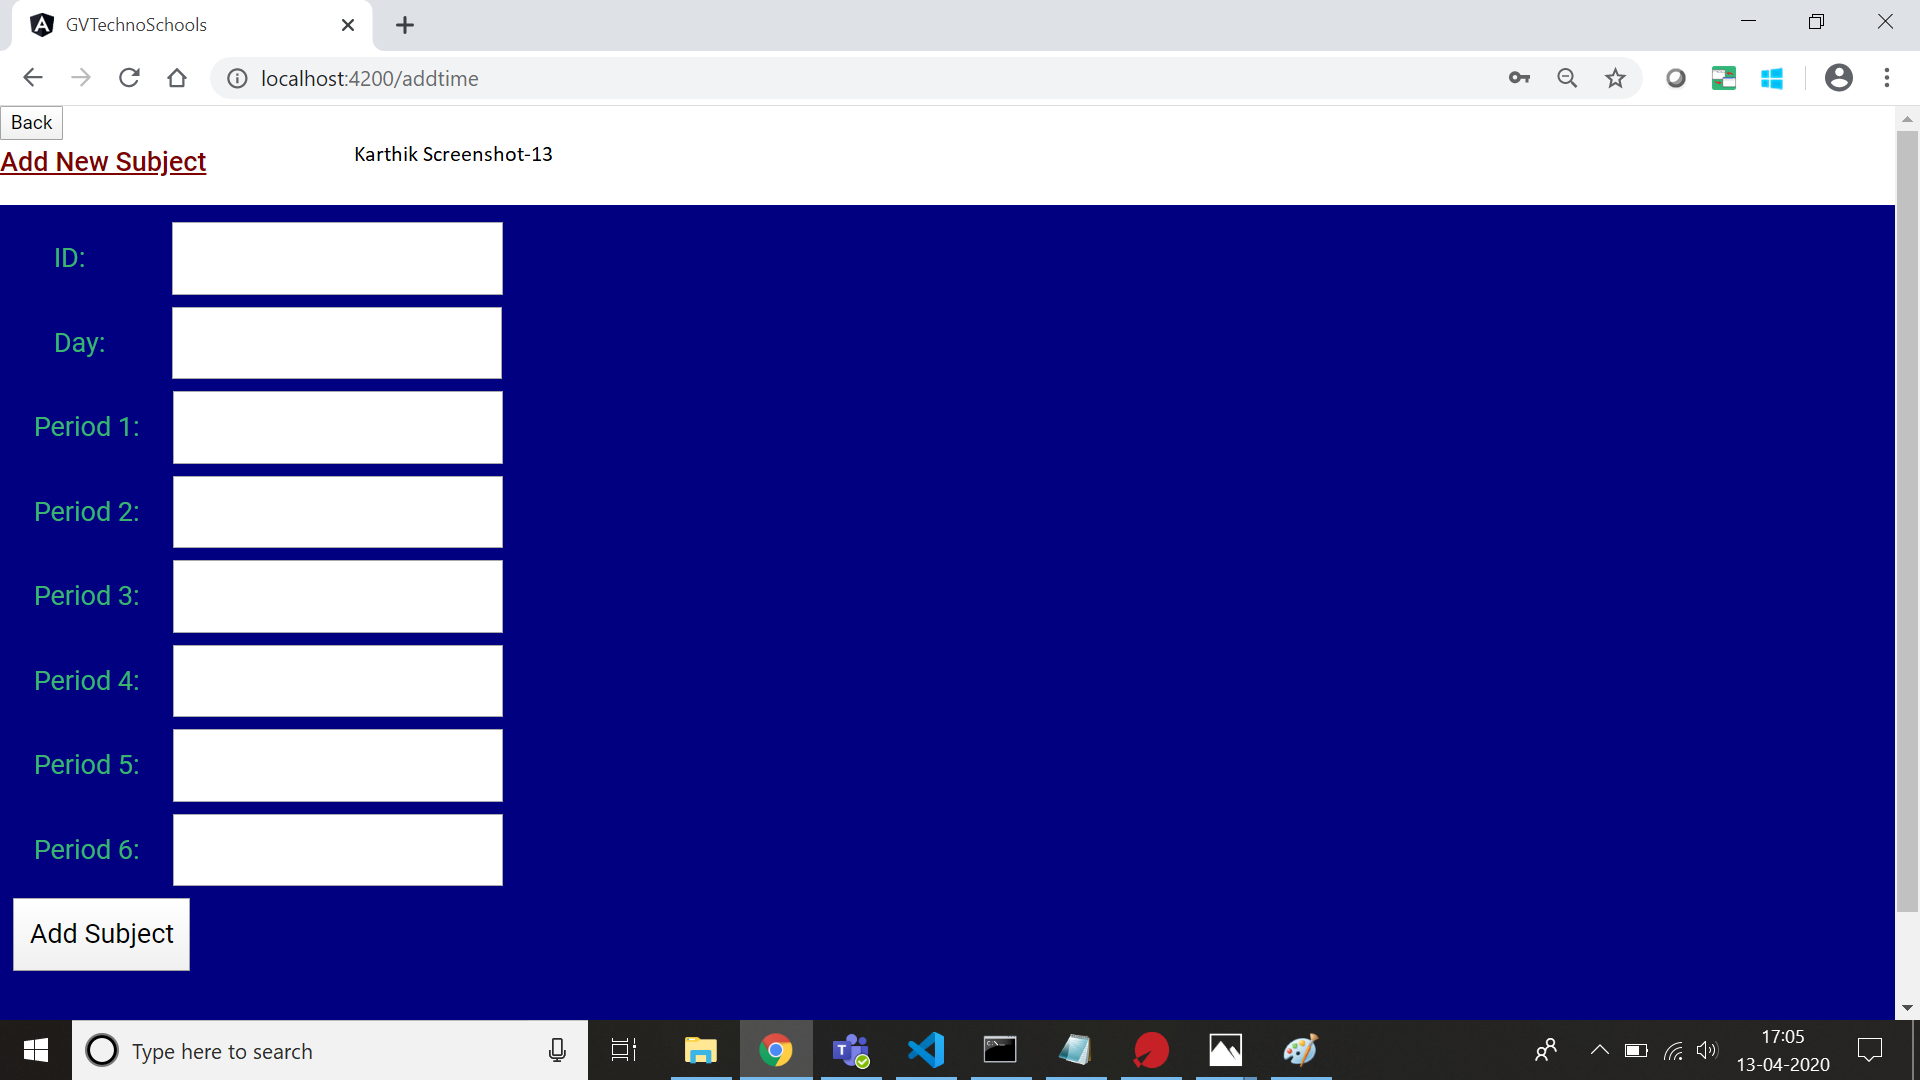 GVTechnoSchools
localhost:4200/addtime
Back
Add New Subject
Karthik Screenshot-13
ID:
Day:
Period 1:
Period 2:
Period 3:
Period 4:
Period 5:
Period 6:
Add Subject
Type here to search
17:05
13-04-2020